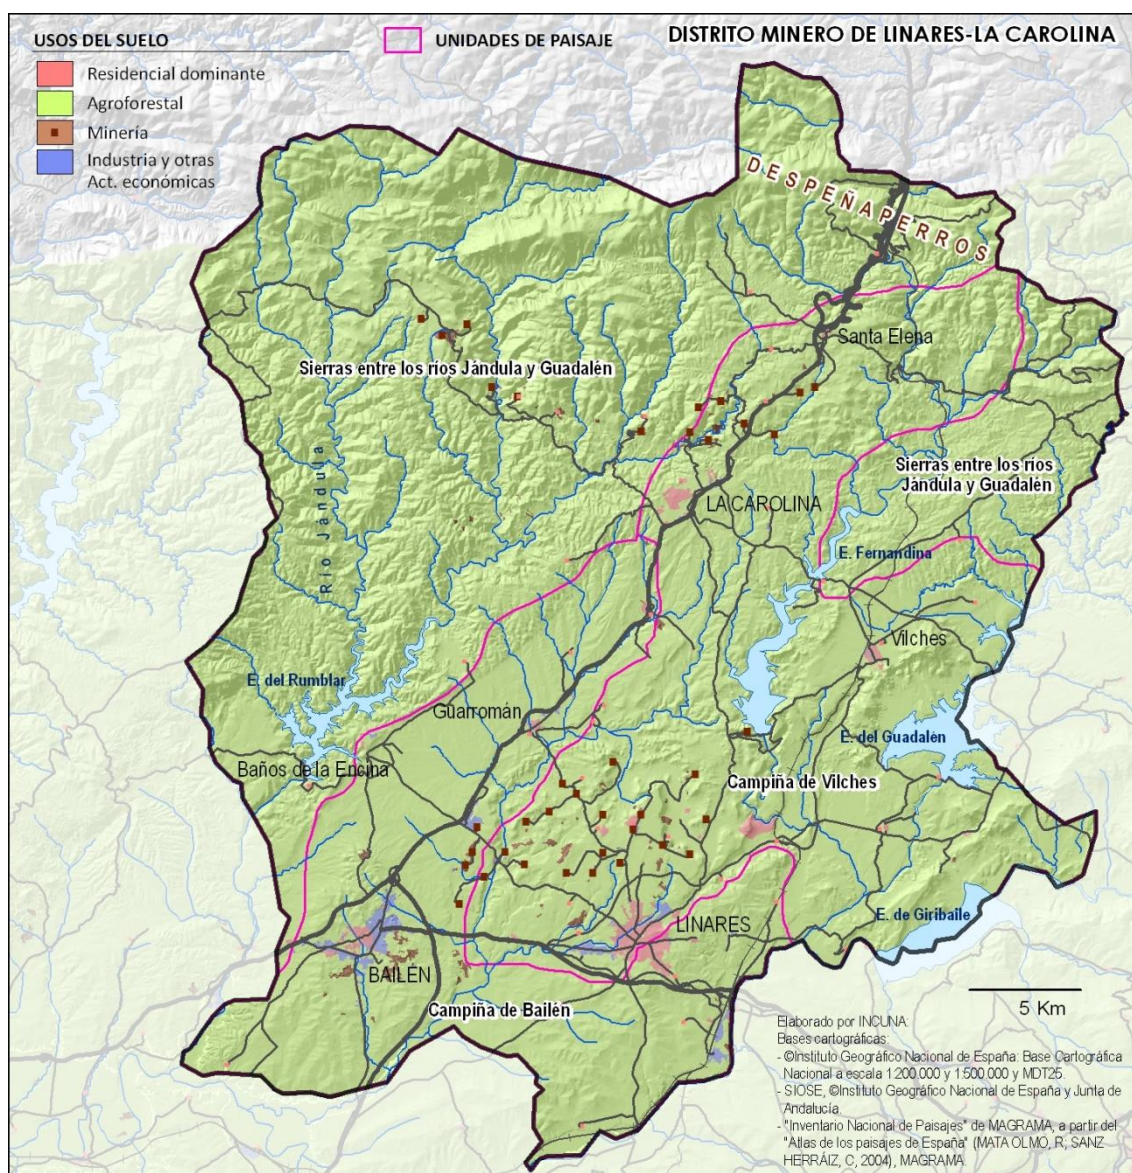 USOS DEL SUELO
Residencial dominante
Agroforestal
Minería
Industria y otras
Act. económicas
UNIDADES DE PAISAJE
DISTRITO MINERO DE LINARES-LA CAROLINA
DESPEÑAPERROS
Santa Elena
Sierras entre los ríos Jándula y Guadalén
Río Jándula
Sierras entre los ríos
Jándula y Guadalén
LA CAROLINA
E. Fernandina
Vilches
E. del Rumblar
Guarromán
E. del Guadalén
Baños de la Encina
Campiña de Vilches
E. de Giribaile
LINARES
BAILÉN
Campiña de Bailén
5 Km
Elaborado por INCUNA:
Bases cartográficas:
- ©Instituto Geográfico Nacional de España: Base Cartográfica
Nacional a escala 1:200.000 y 1:500.000 y MDT25.
- SIOSE, ©Instituto Geográfico Nacional de España y Junta de
Andalucía.
- "Inventario Nacional de Paisajes" de MAGRAMA, a partir del
"Atlas de los paisajes de España" (MATA OLMO, R; SANZ
HERRÁIZ, C, 2004), MAGRAMA